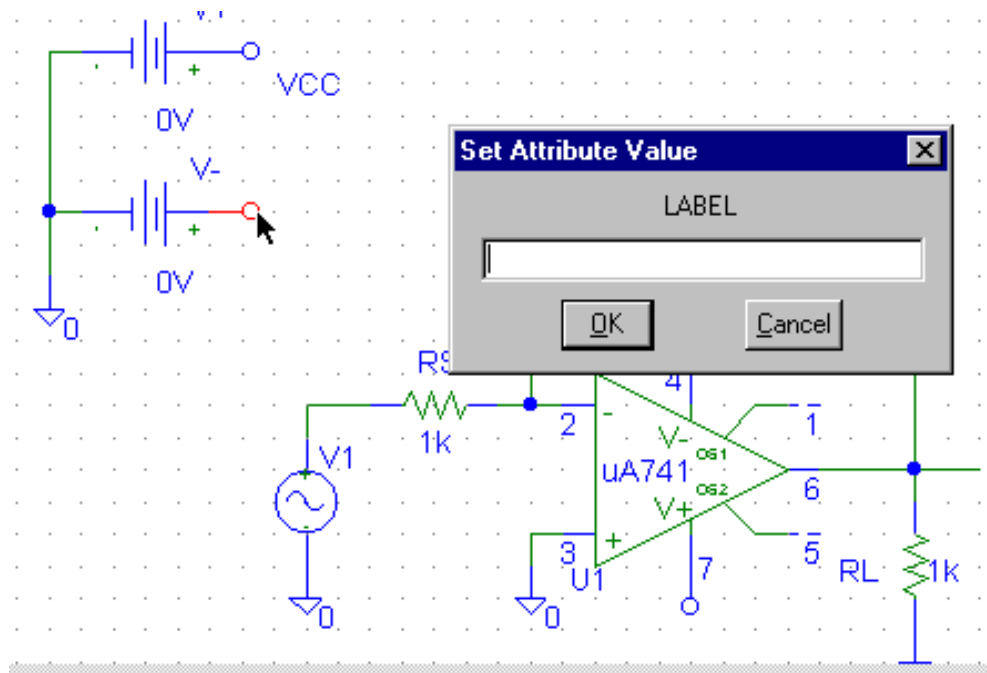 VCC
0V
V-
0V
0
Set Attribute Value
LABEL
OK
Cancel
4
2
-
1
1k
V-
OS1
V1
uA741
OS2
6
V+
+
3
5
U1
7
RL
1k
0
0